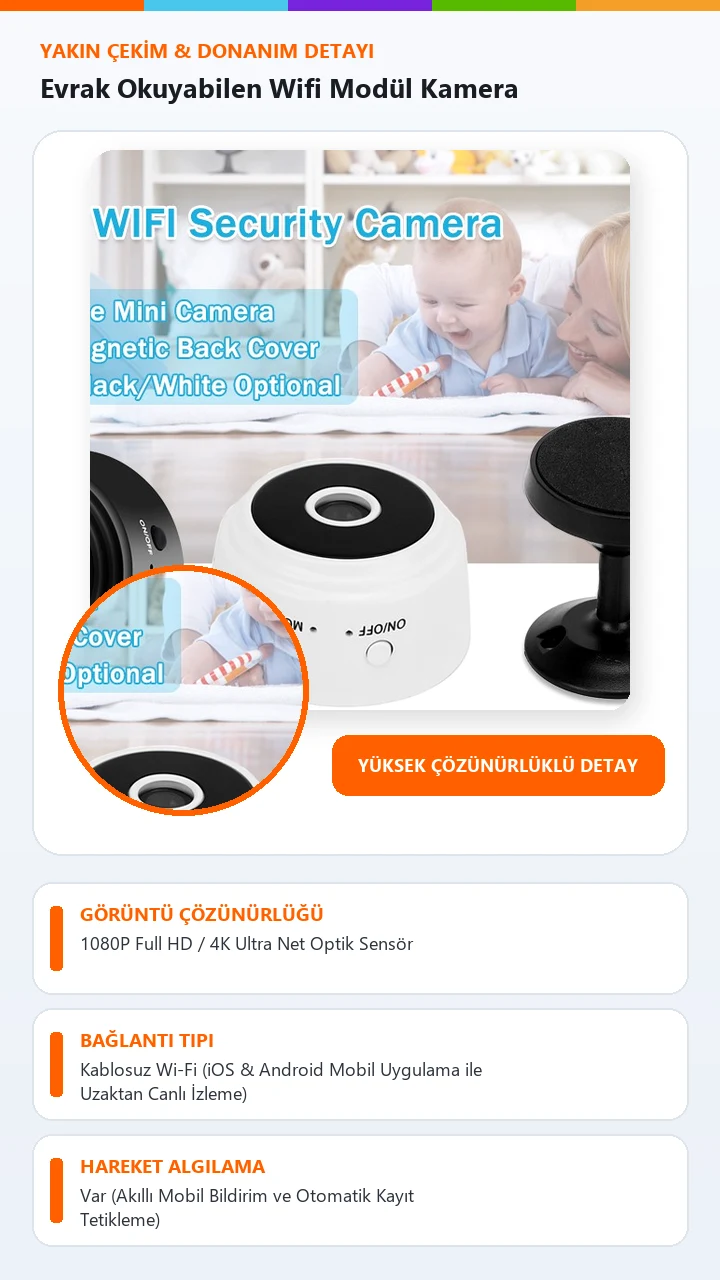 YAKIN ÇEKİM & DONANIM DETAYI
Evrak Okuyabilen Wifi Modül Kamera
WIFI Security Camera
e Mini Camera
gnetic Back Cover
lack/White Optional
ON/OFF
ON/OFF
Cover
Optional
YÜKSEK ÇÖZÜNÜRLÜKLÜ DETAY
GÖRÜNTÜ ÇÖZÜNÜRLÜĞÜ
1080P Full HD / 4K Ultra Net Optik Sensör
BAĞLANTI TIPI
Kablosuz Wi-Fi (iOS & Android Mobil Uygulama ile
Uzaktan Canlı İzleme)
HAREKET ALGILAMA
Var (Akıllı Mobil Bildirim ve Otomatik Kayıt
Tetikleme)